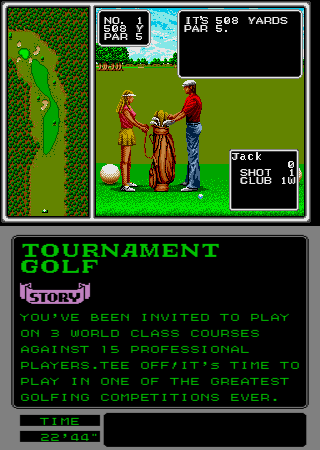 NO. 1
508 Y
PAR 5
IT'S 508 YARDS
PAR 5.
Jack
0
SHOT 1
CLUB 1W
TOURNAMENT
GOLF
STORY
YOU'VE BEEN INVITED TO PLAY
ON 3 WORLD CLASS COURSES
AGAINST 15 PROFESSIONAL
PLAYERS.TEE OFF,IT'S TIME TO
PLAY IN ONE OF THE GREATEST
GOLFING COMPETITIONS EVER.
TIME
22'44"